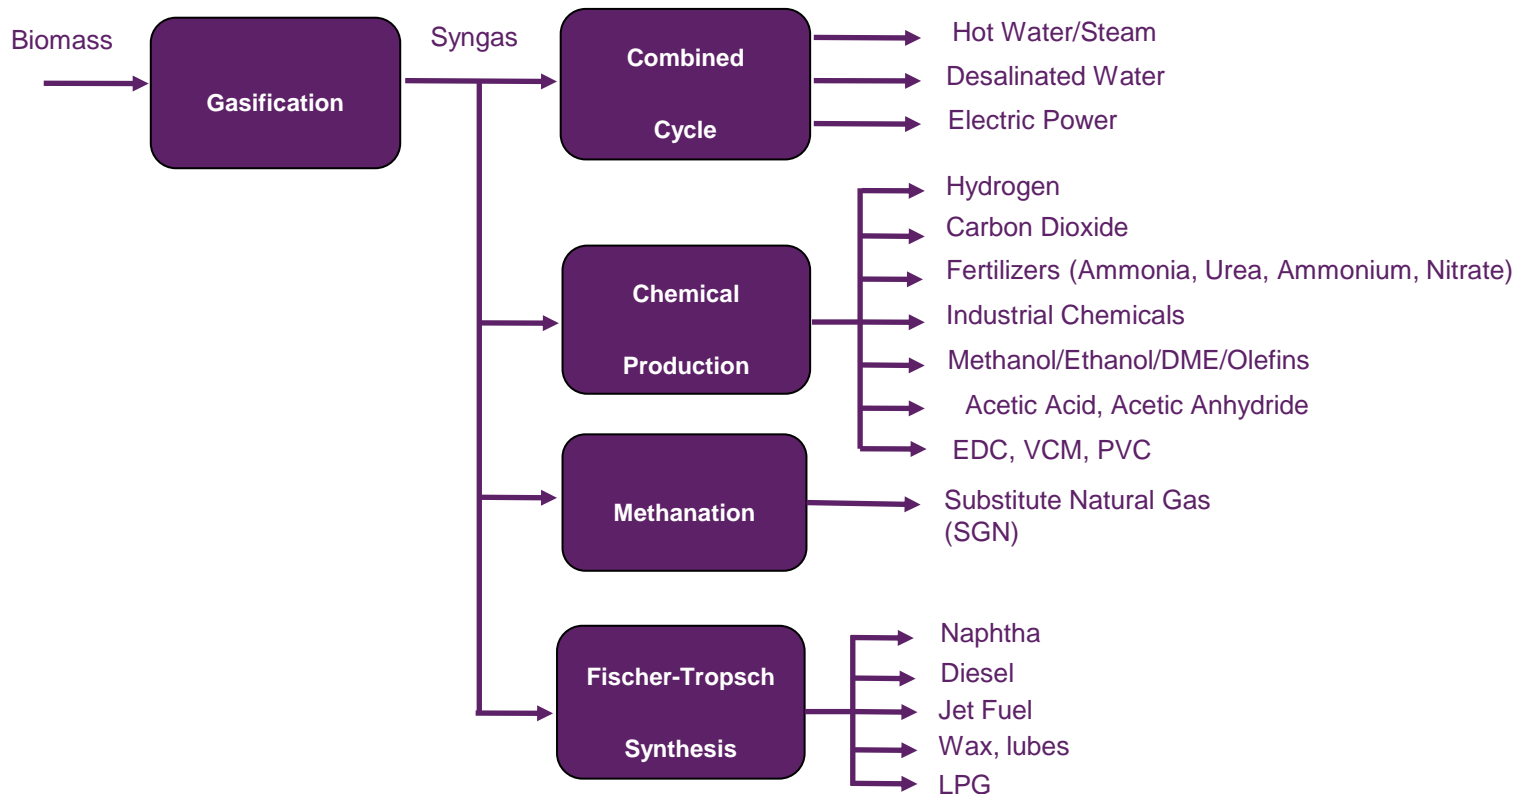 Biomass
Gasification
Syngas
Combined
Cycle
Hot Water/Steam
Desalinated Water
Electric Power
Chemical
Production
Hydrogen
Carbon Dioxide
Fertilizers (Ammonia, Urea, Ammonium, Nitrate)
Industrial Chemicals
Methanol/Ethanol/DME/Olefins
Acetic Acid, Acetic Anhydride
EDC, VCM, PVC
Methanation
Substitute Natural Gas
(SGN)
Fischer-Tropsch
Synthesis
Naphtha
Diesel
Jet Fuel
Wax, lubes
LPG